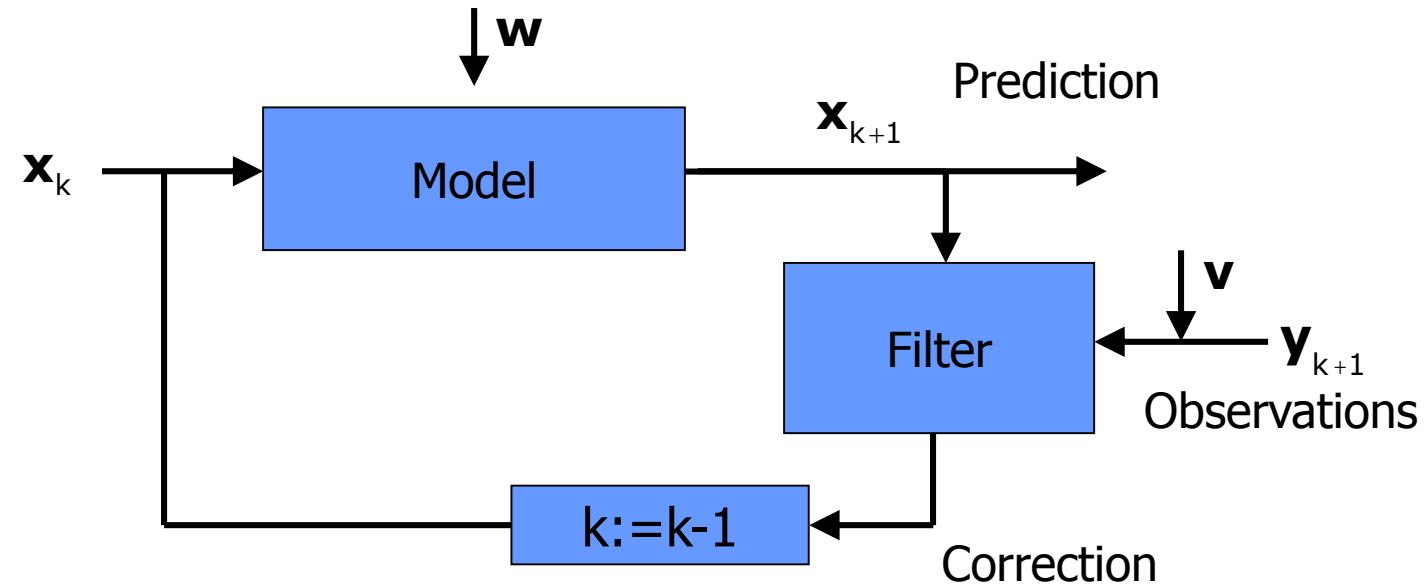 w
Prediction
x k+1
x k
Model
v
Filter
y k+1
Observations
k:=k-1
Correction